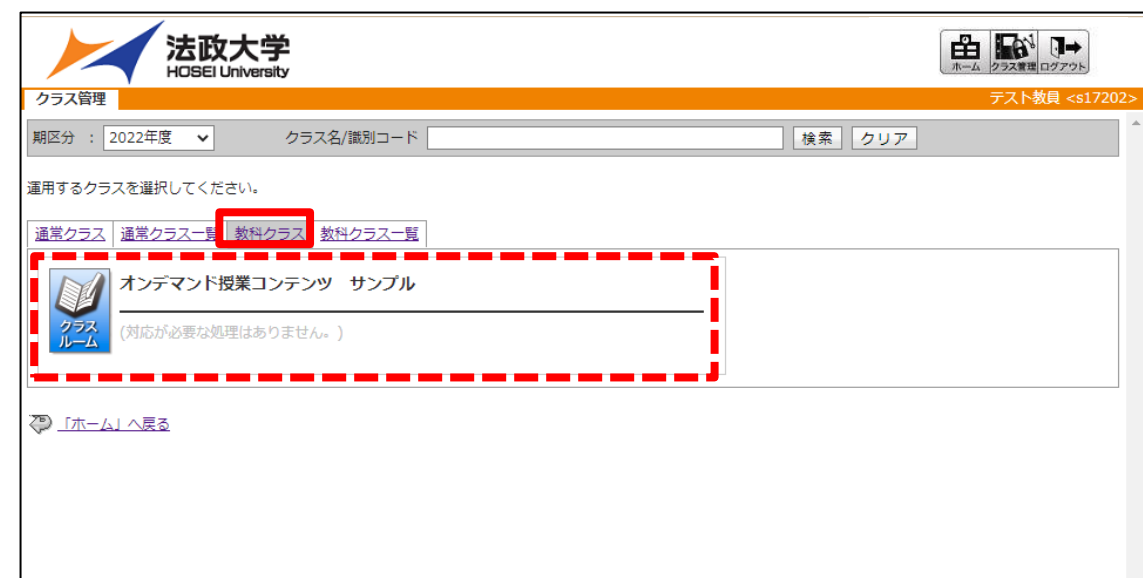 法政大学
HOSEI University
ホーム クラス管理 ログアウト
クラス管理
テスト教員 <s17202>
期区分 : 2022年度 クラス名/識別コード 検索 クリア
運用するクラスを選択してください。
通常クラス 通常クラス一覧 教科クラス 教科クラス一覧
オンデマンド授業コンテンツ サンプル
クラス
ルーム
(対応が必要な処理はありません。)
「ホーム」へ戻る